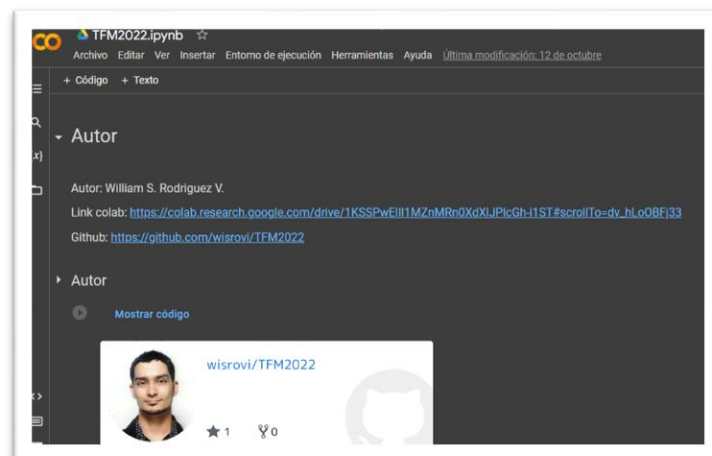 CO
TFM2022.ipynb
Archivo Editar Ver Insertar Entorno de ejecución Herramientas Ayuda Última modificación: 12 de octubre
+ Código + Texto
Autor
{x}
Autor: William S. Rodriguez V.
Link colab: https://colab.research.google.com/drive/1KSSPwEllI1MZnMRn0XdXlJPIcGh-i1ST#scrollTo=dv_hLoOBFj33
Github: https://github.com/wisrovi/TFM2022
Autor
Mostrar código
wisrovi/TFM2022
1 0